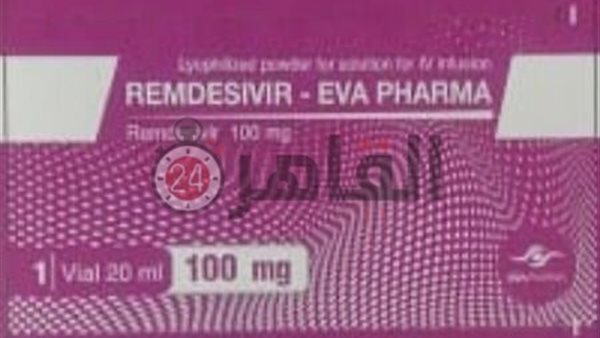 Lyophilized powder for solution for IV infusion
REMDESIVIR - EVA PHARMA
Remdesivir 100 mg
القاهرة 24
1 Vial 20 ml 100 mg